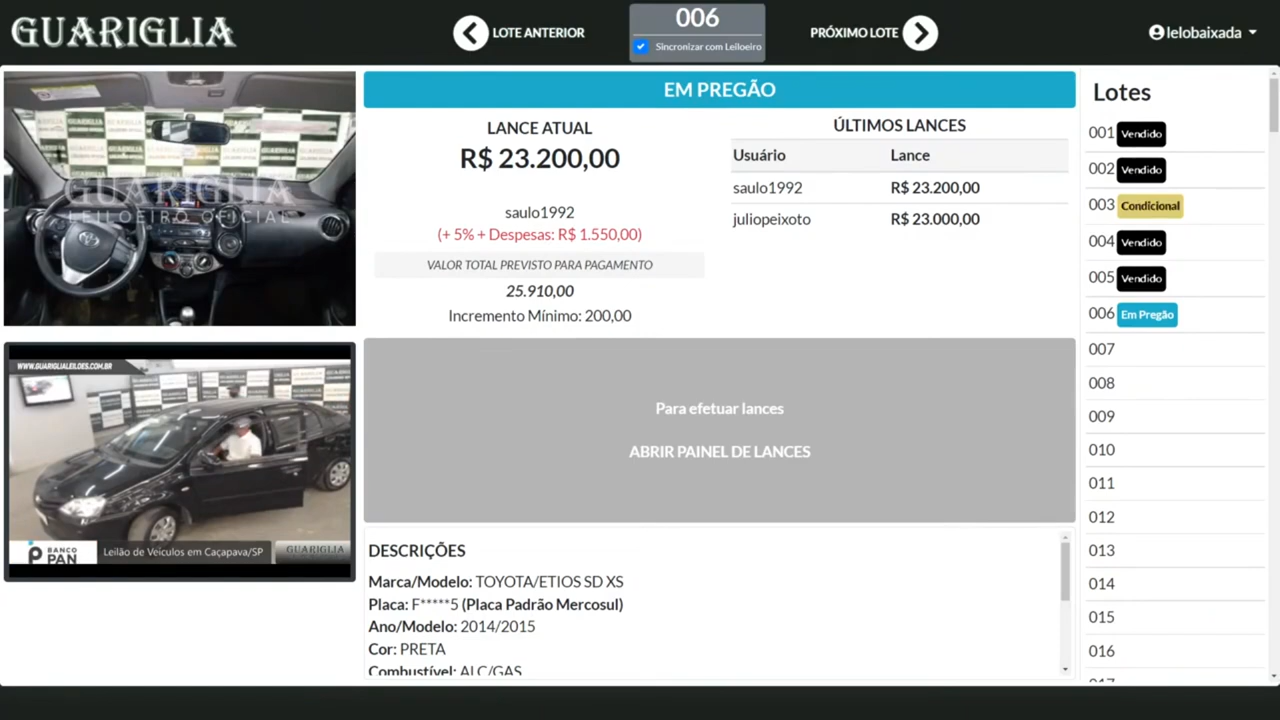 GUARIGLIA
LOTE ANTERIOR
006
Sincronizar com Leiloeiro
PRÓXIMO LOTE
lelobaixada
GUARIGLIA
LEILOEIRO OFICIAL
WWW.GUARIGLIALEILOES.COM.BR
BANCO
PAN
Leilão de Veiculos em Caçapava/SP
GUARIGLIA
EM PREGÃO
LANCE ATUAL
R$ 23.200,00
saulo1992
(+ 5% + Despesas: R$ 1.550,00)
VALOR TOTAL PREVISTO PARA PAGAMENTO
25.910,00
Incremento Mínimo: 200,00
ÚLTIMOS LANCES
Usuário Lance
saulo1992 R$ 23.200,00
juliopeixoto R$ 23.000,00
Para efetuar lances
ABRIR PAINEL DE LANCES
DESCRIÇÕES
Marca/Modelo: TOYOTA/ETIOS SD XS
Placa: F*****5 (Placa Padrão Mercosul)
Ano/Modelo: 2014/2015
Cor: PRETA
Combustível: ALC/GAS
Lotes
001 Vendido
002 Vendido
003 Condicional
004 Vendido
005 Vendido
006 Em Pregão
007
008
009
010
011
012
013
014
015
016
017